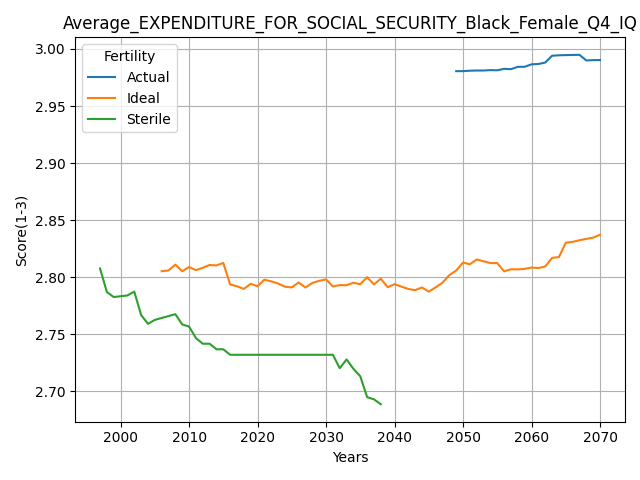 Average_EXPENDITURE_FOR_SOCIAL_SECURITY_Black_Female_Q4_IQ
Fertility
Actual
Ideal
Sterile
Score(1-3)
3.00
2.95
2.90
2.85
2.80
2.75
2.70
2000 2010 2020 2030 2040 2050 2060 2070
Years